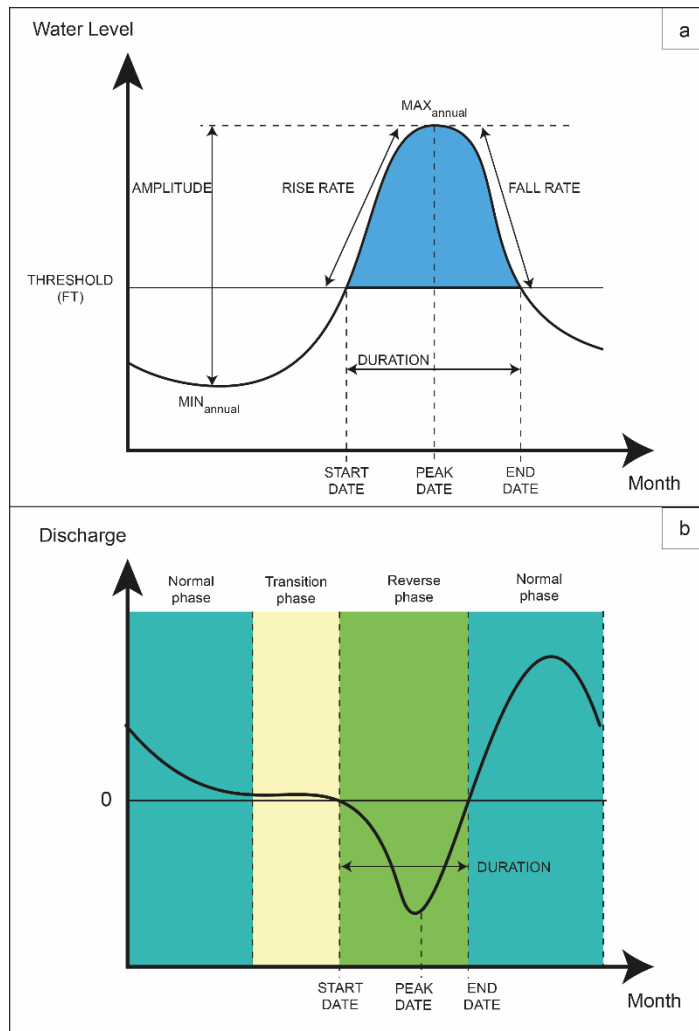 Water Level
a
MAXannual
AMPLITUDE
RISE RATE
FALL RATE
THRESHOLD
(FT)
DURATION
MINannual
START
DATE
PEAK
DATE
END
DATE
Month
Discharge
b
Normal
phase
Transition
phase
Reverse
phase
Normal
phase
0
DURATION
START
DATE
PEAK
DATE
END
DATE
Month